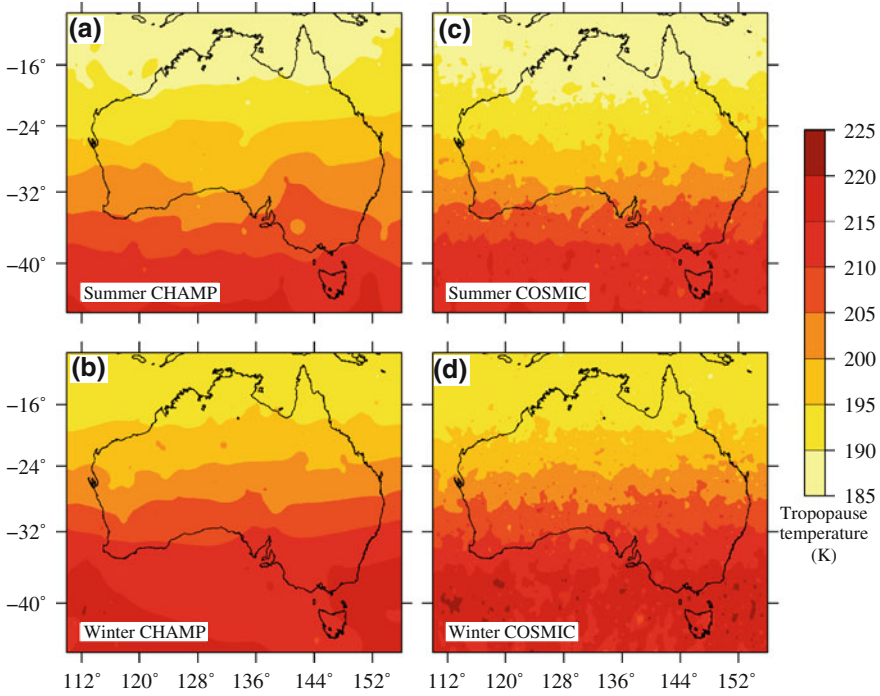 (a)
(c)
−16°
−24°
−32°
−40°
Summer CHAMP
Summer COSMIC
225
220
215
210
205
200
195
190
185
Tropopause
temperature
(K)
(b)
(d)
−16°
−24°
−32°
−40°
Winter CHAMP
Winter COSMIC
112° 120° 128° 136° 144° 152° 112° 120° 128° 136° 144° 152°